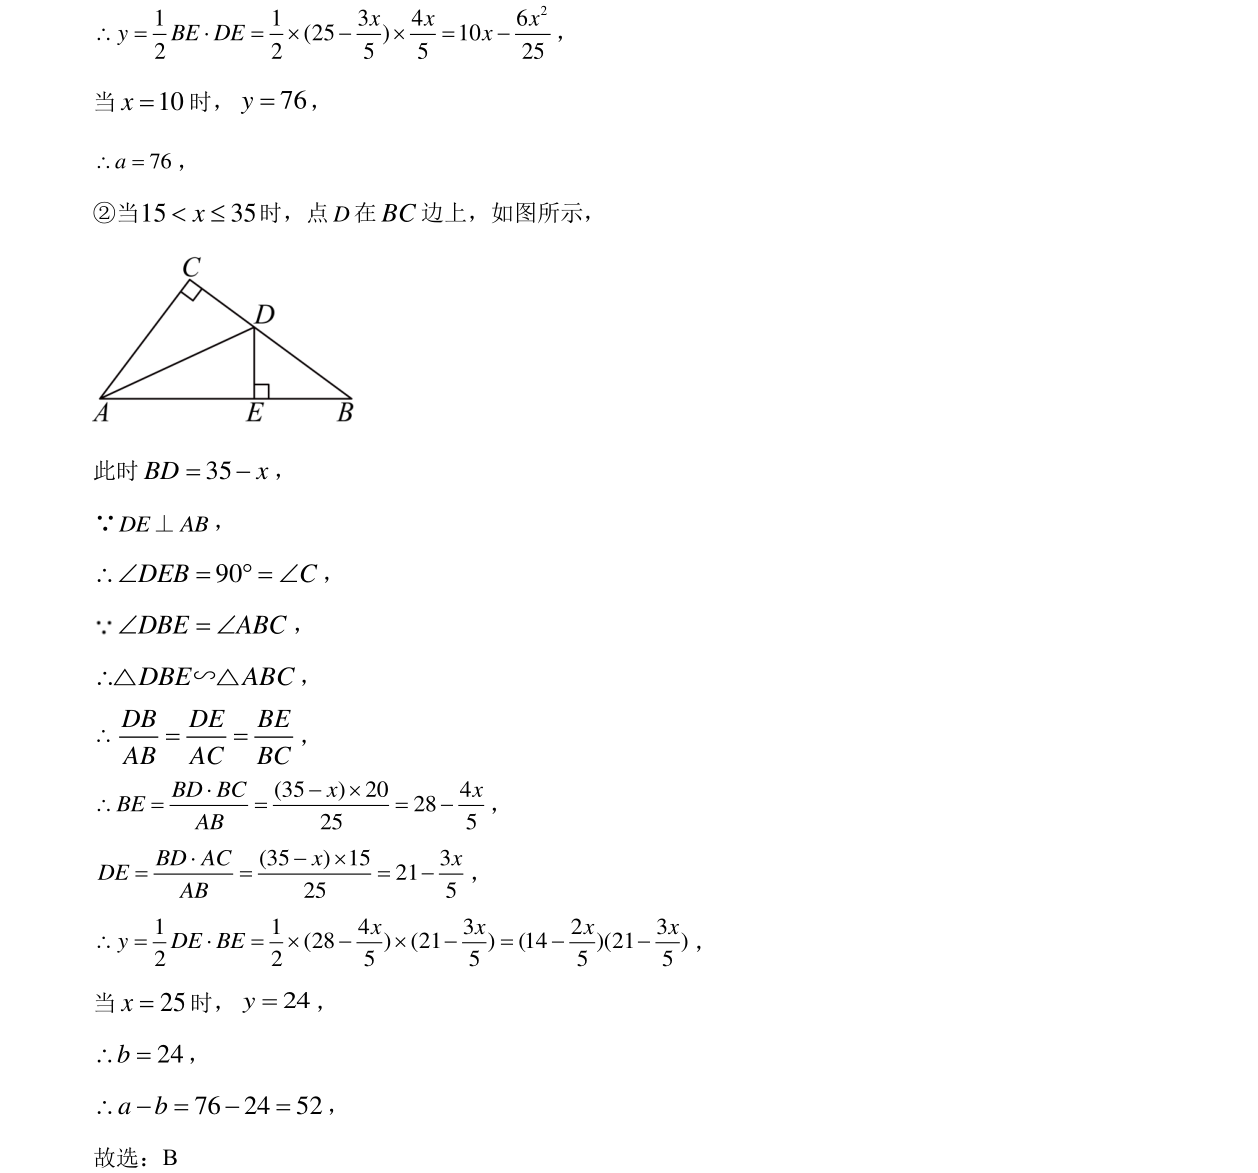 ∴ y = 1/2 BE · DE = 1/2 × (25 − 3x/5) × 4x/5 = 10x − 6x²/25，
当 x = 10 时， y = 76，
∴ a = 76，
②当15 < x ≤ 35时，点 D 在 BC 边上，如图所示，
C
D
A E B
此时 BD = 35 − x，
∵ DE ⊥ AB，
∴ ∠DEB = 90° = ∠C，
∵ ∠DBE = ∠ABC，
∴△DBE∽△ABC，
∴ DB/AB = DE/AC = BE/BC，
∴ BE = BD · BC/AB = (35 − x) × 20/25 = 28 − 4x/5，
DE = BD · AC/AB = (35 − x) × 15/25 = 21 − 3x/5，
∴ y = 1/2 DE · BE = 1/2 × (28 − 4x/5) × (21 − 3x/5) = (14 − 2x/5)(21 − 3x/5)，
当 x = 25 时， y = 24，
∴ b = 24，
∴ a − b = 76 − 24 = 52，
故选：B